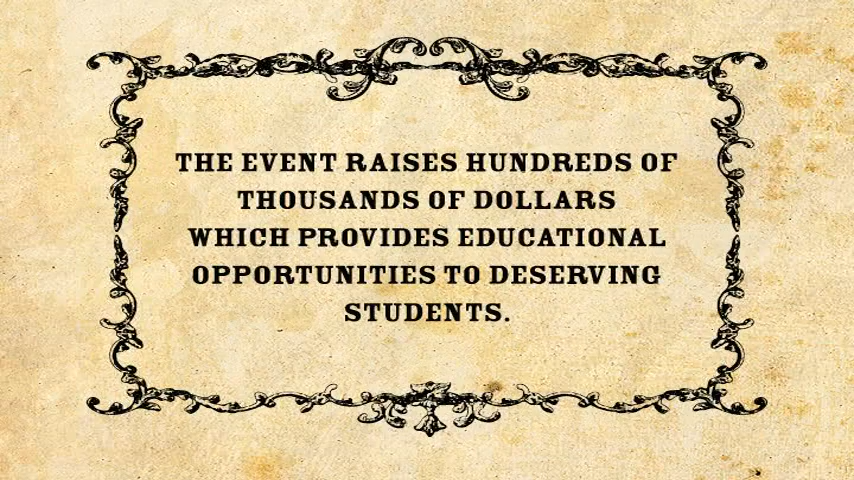 THE EVENT RAISES HUNDREDS OF
THOUSANDS OF DOLLARS
WHICH PROVIDES EDUCATIONAL
OPPORTUNITIES TO DESERVING
STUDENTS.